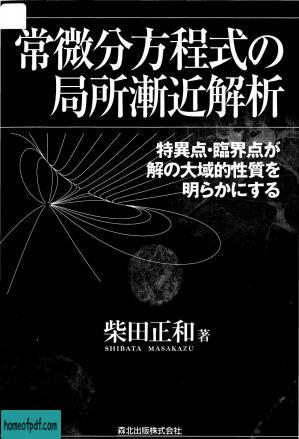 常微分方程式の
局所漸近解析
特異点・臨界点が
解の大域的性質を
明らかにする
柴田正和著
SHIBATA MASAKAZU
森北出版株式会社
homeofpdf.com